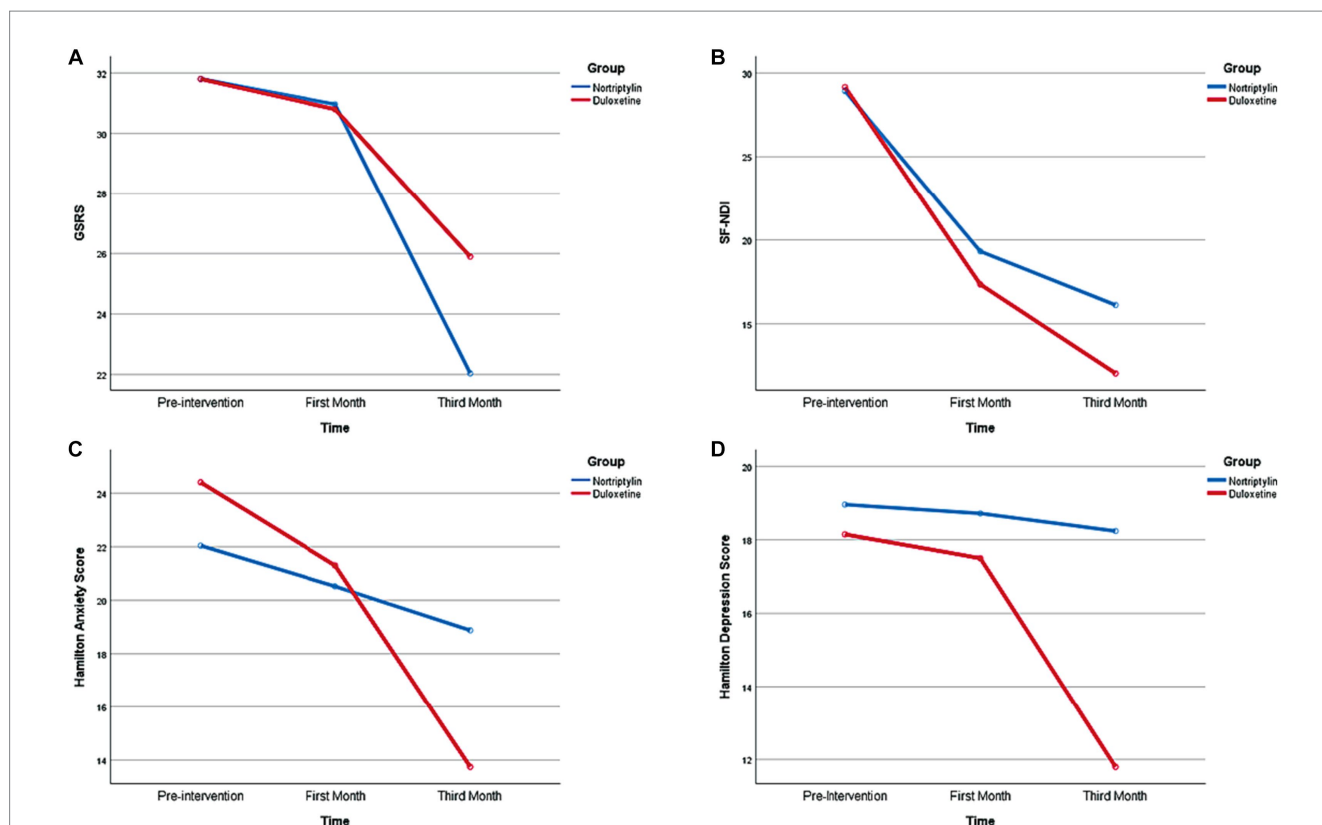 A
Group
Nortriptylin
Duloxetine
32
30
28
26
24
22
GSRS
Pre-intervention First Month Third Month
Time
B
Group
Nortriptylin
Duloxetine
30
25
20
15
SF-NDI
Pre-intervention First Month Third Month
Time
C
Group
Nortriptylin
Duloxetine
24
22
20
18
16
14
Hamilton Anxiety Score
Pre-intervention First Month Third Month
Time
D
Group
Nortriptylin
Duloxetine
20
18
16
14
12
Hamilton Depression Score
Pre-Intervention First Month Third Month
Time